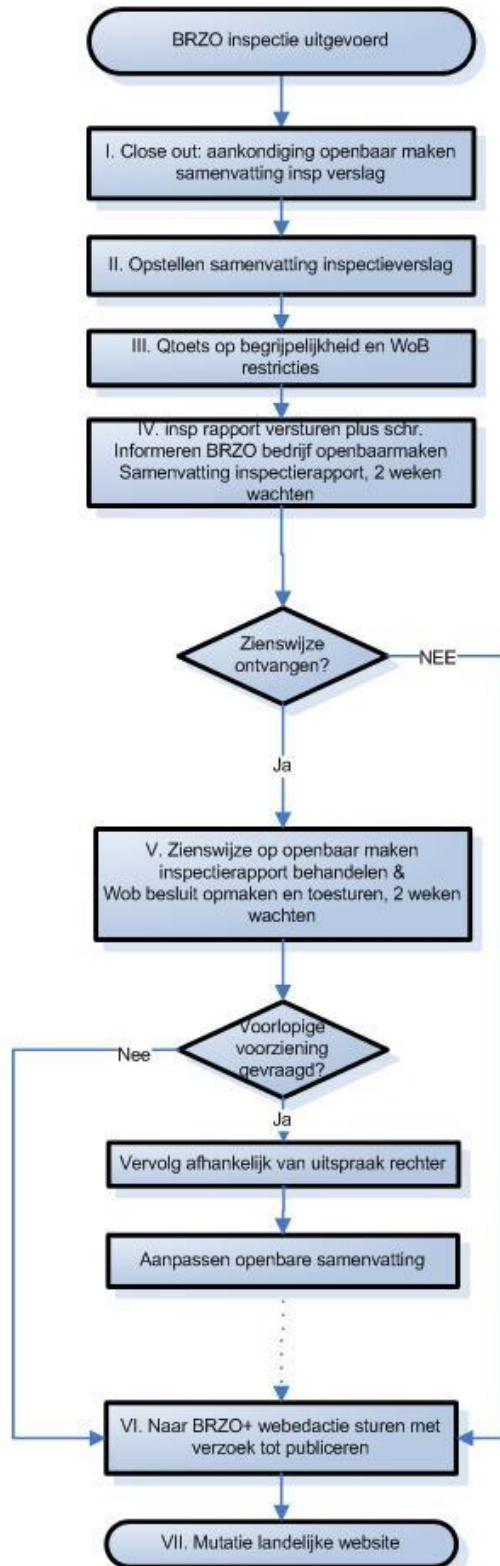 BRZO inspectie uitgevoerd
I. Close out: aankondiging openbaar maken
samenvatting insp verslag
II. Opstellen samenvatting inspectieverslag
III. Qtoets op begrijpelijkheid en WoB
restricties
IV. insp rapport versturen plus schr.
Informeren BRZO bedrijf openbaarmaken
Samenvatting inspectierapport, 2 weken
wachten
Zienswijze
ontvangen?
NEE
Ja
V. Zienswijze op openbaar maken
inspectierapport behandelen &
Wob besluit opmaken en toesturen, 2 weken
wachten
Voorlopige
voorziening
gevraagd?
Nee
Ja
Vervolg afhankelijk van uitspraak rechter
Aanpassen openbare samenvatting
VI. Naar BRZO+ webedactie sturen met
verzoek tot publiceren
VII. Mutatie landelijke website